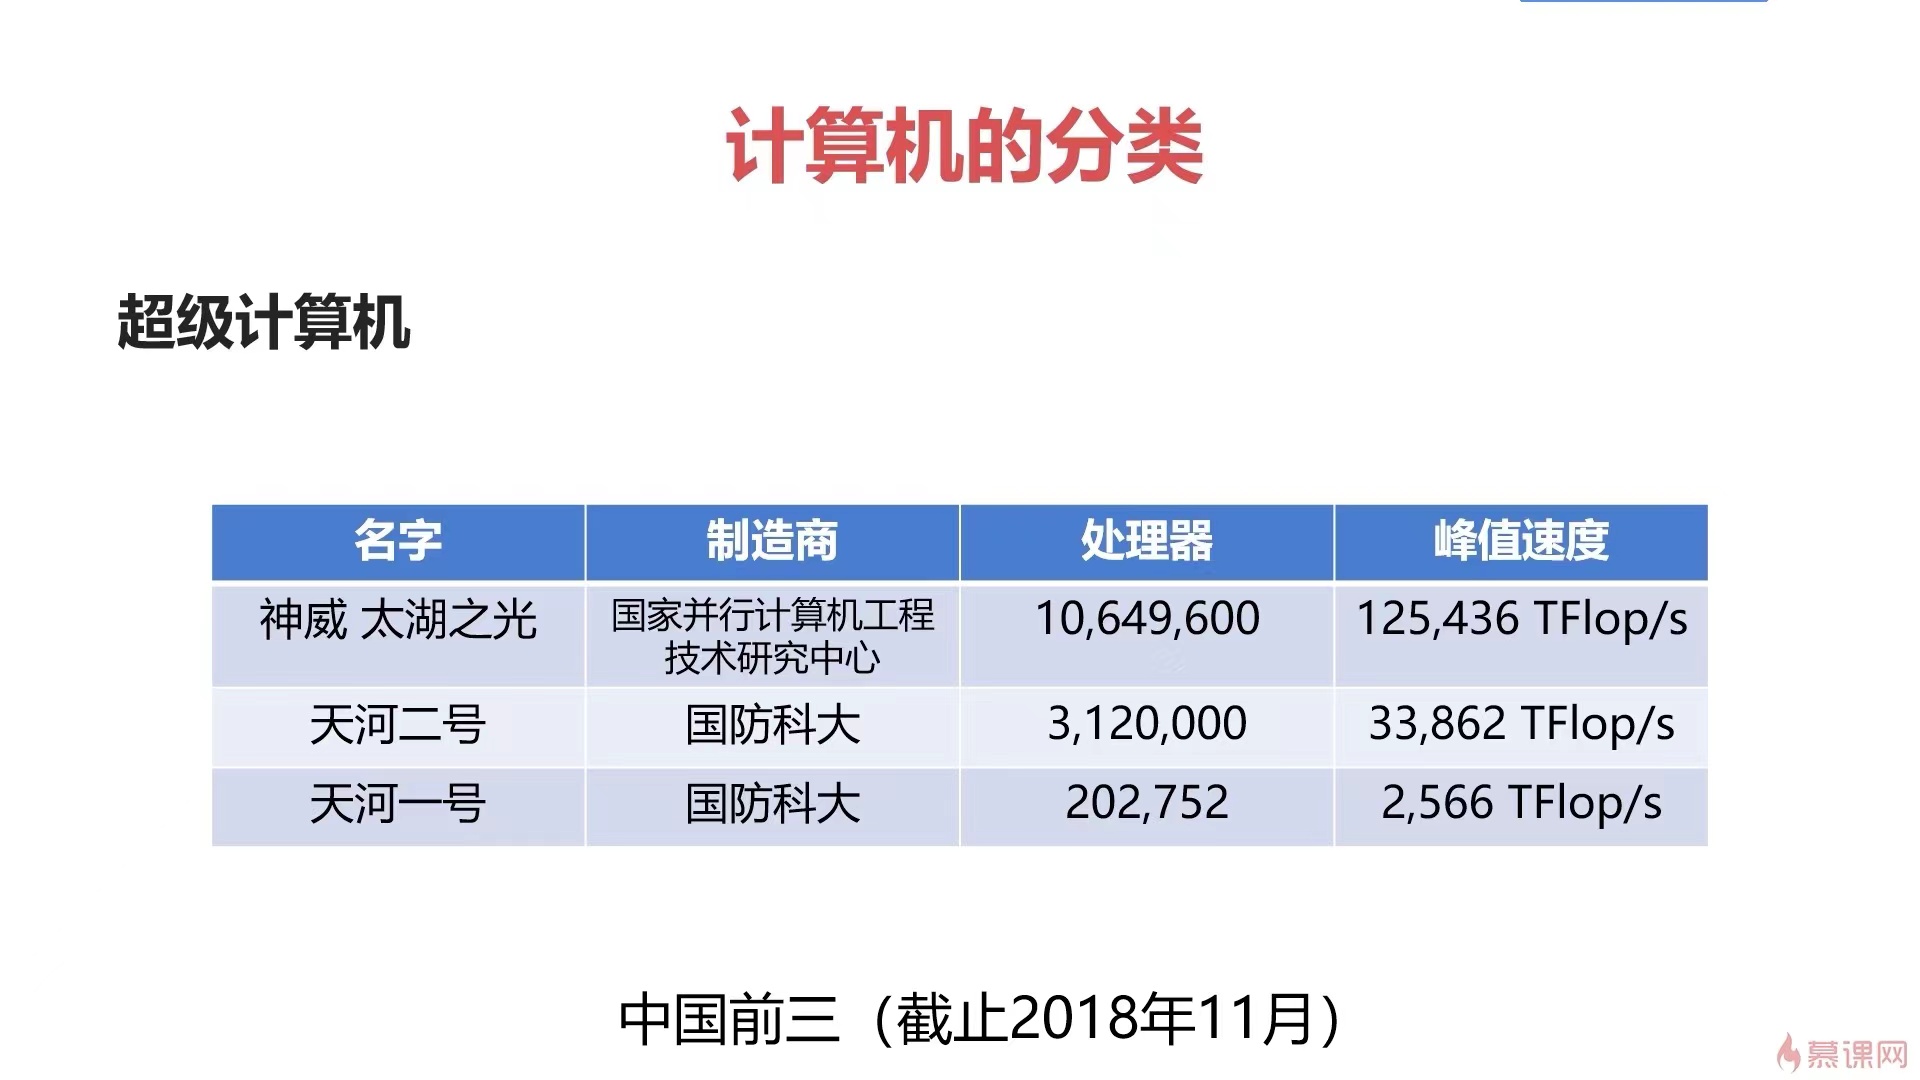 计算机的分类
超级计算机
名字 制造商 处理器 峰值速度
神威 太湖之光 国家并行计算机工程 10,649,600 125,436 TFlop/s
技术研究中心
天河二号 国防科大 3,120,000 33,862 TFlop/s
天河一号 国防科大 202,752 2,566 TFlop/s
中国前三（截止2018年11月）
慕课网